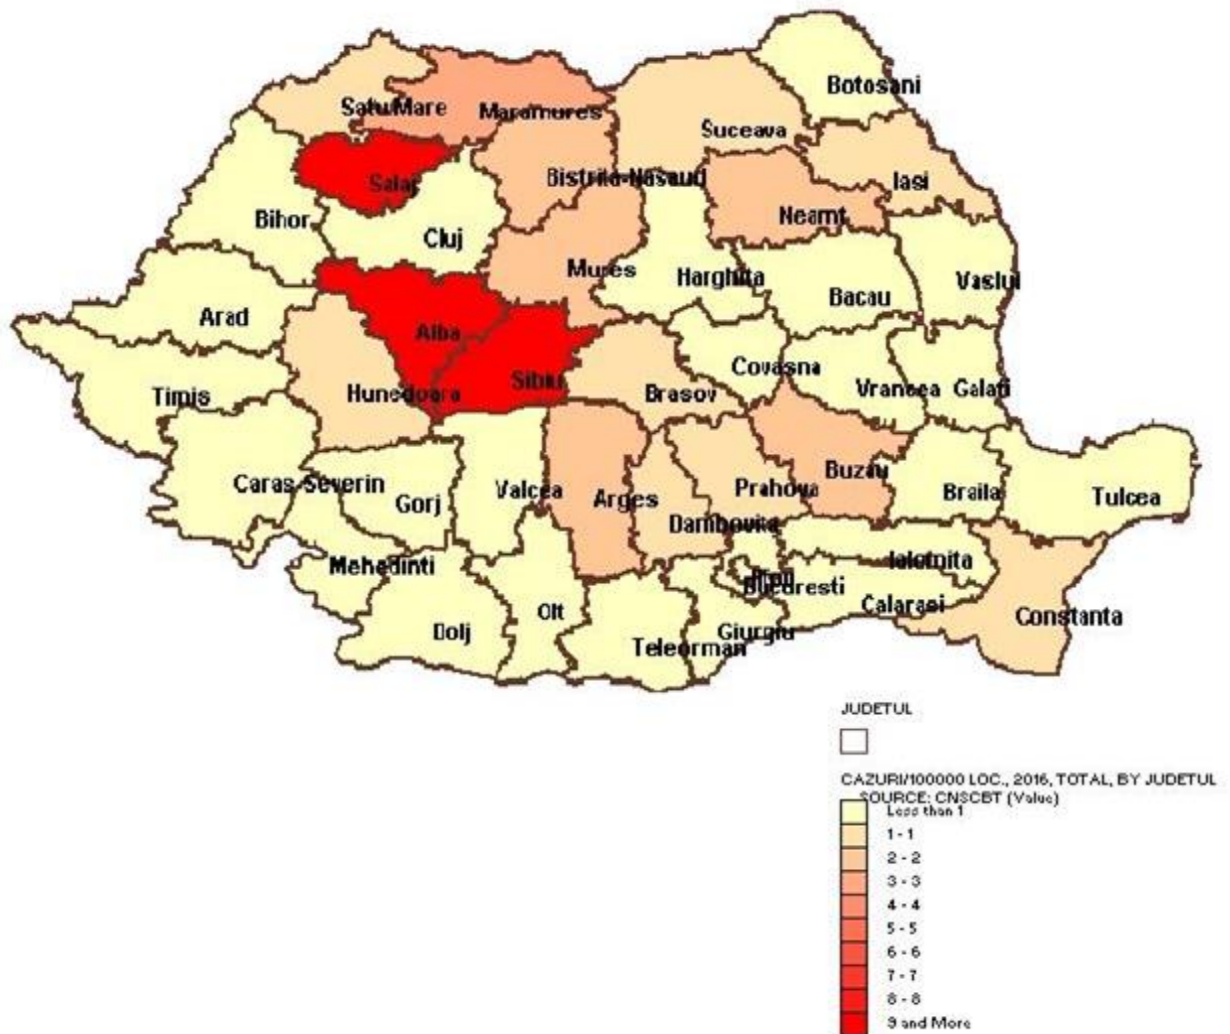 Botosani
Satu Mare
Maramures
Suceava
Salaj
Bistrita-Nasaud
Iasi
Neamt
Bihor
Cluj
Mures
Harghita
Vaslui
Bacau
Arad
Alba
Sibiu
Covasna
Timis
Hunedoara
Brasov
Vrancea
Galati
Caras-Severin
Gorj
Valcea
Arges
Prahova
Buzau
Braila
Tulcea
Dambovita
Mehedinti
Ialomita
Bucuresti
Calarasi
Constanta
Dolj
Olt
Teleorman
Giurgiu
JUDETUL
CAZURI/100000 LOC., 2016, TOTAL, BY JUDETUL
SOURCE: CNSCBT (Value)
Less than 1
1 - 1
2 - 2
3 - 3
4 - 4
5 - 5
6 - 6
7 - 7
8 - 8
9 and More